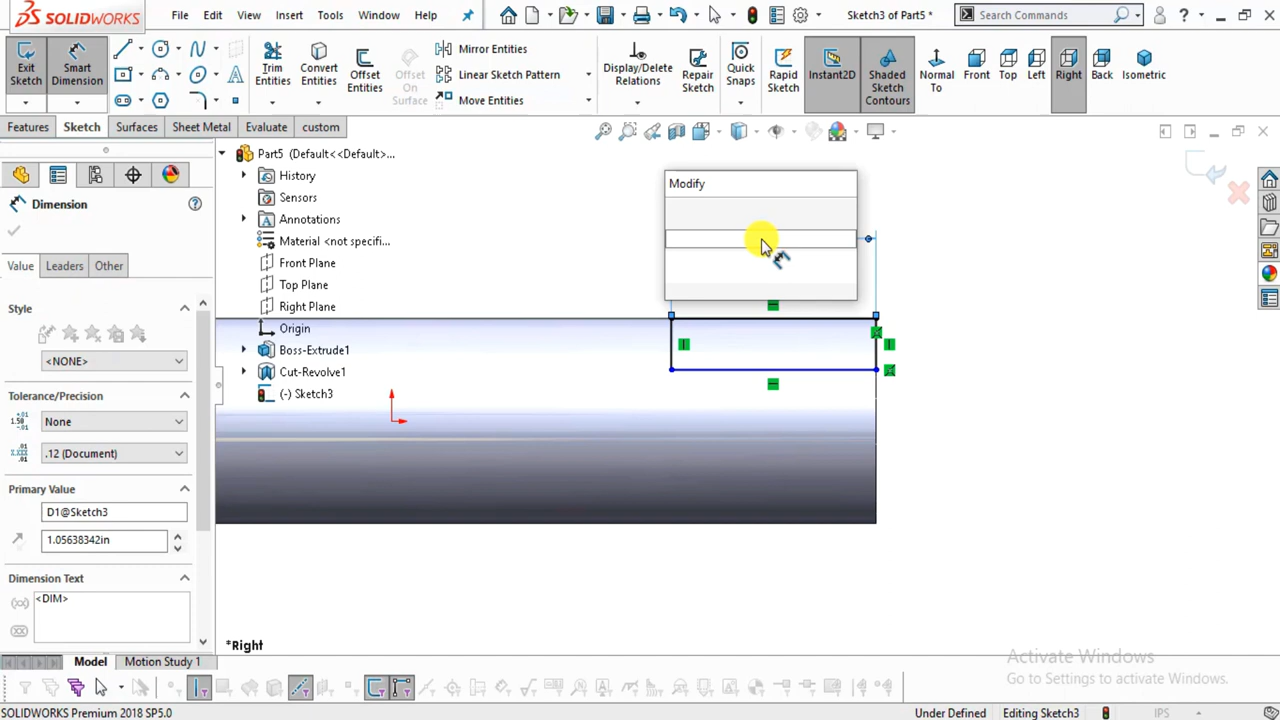 SOLIDWORKS
File Edit View Insert Tools Window Help
Sketch3 of Part5 *
Search Commands
Exit Sketch
Smart Dimension
Trim Entities
Convert Entities
Offset Entities
Offset On Surface
Mirror Entities
Linear Sketch Pattern
Move Entities
Display/Delete Relations
Repair Sketch
Quick Snaps
Rapid Sketch
Instant2D
Shaded Sketch Contours
Normal To
Front
Top
Left
Right
Back
Isometric
Features Sketch Surfaces Sheet Metal Evaluate custom
Part5 (Default<<Default>...
History
Sensors
Annotations
Material <not specifi...
Front Plane
Top Plane
Right Plane
Origin
Boss-Extrude1
Cut-Revolve1
(-) Sketch3
Modify
Dimension
Value Leaders Other
Style
<NONE>
Tolerance/Precision
None
.12 (Document)
Primary Value
D1@Sketch3
1.05638342in
Dimension Text
<DIM>
*Right
Activate Windows
Go to Settings to activate Windows.
Model Motion Study 1
SOLIDWORKS Premium 2018 SP5.0
Under Defined Editing Sketch3 IPS